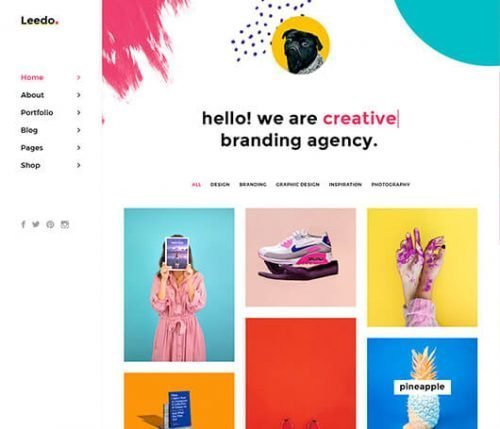 Leedo.
Home
About
Portfolio
Blog
Pages
Shop
hello! we are creative
branding agency.
ALL DESIGN BRANDING GRAPHIC DESIGN INSPIRATION PHOTOGRAPHY
pineapple